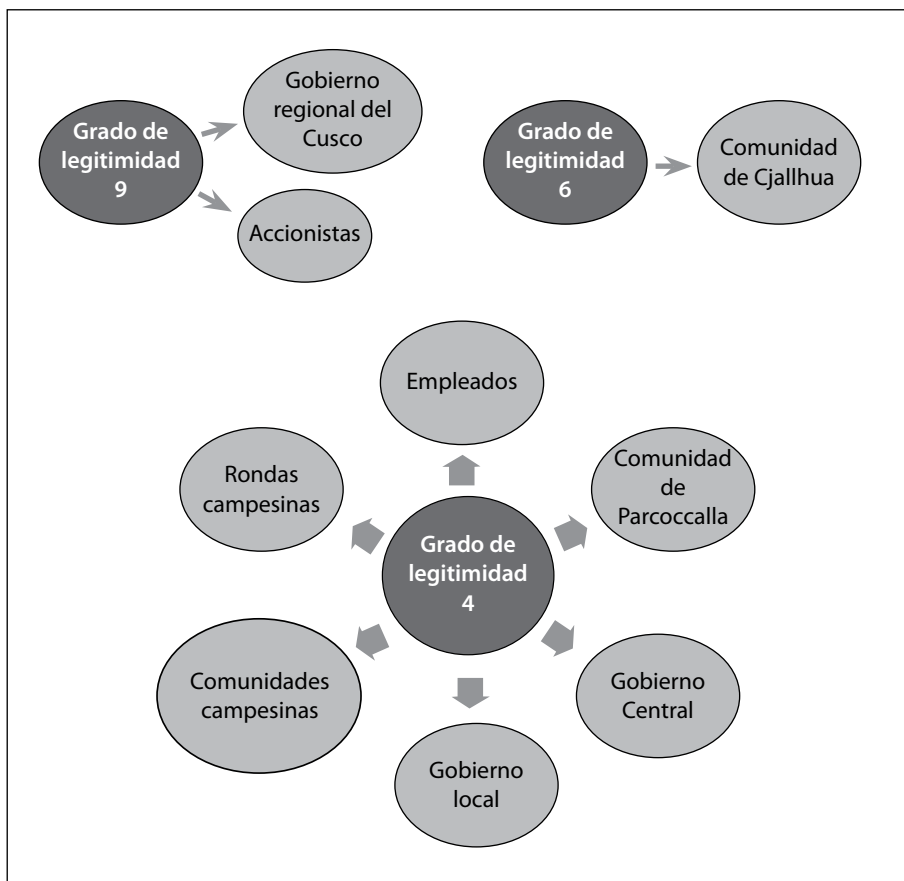 Grado de
legitimidad
9
Gobierno
regional del
Cusco
Accionistas
Grado de
legitimidad
6
Comunidad
de Cjallhua
Empleados
Rondas
campesinas
Comunidad
de
Parcoccalla
Grado de
legitimidad
4
Comunidades
campesinas
Gobierno
Central
Gobierno
local